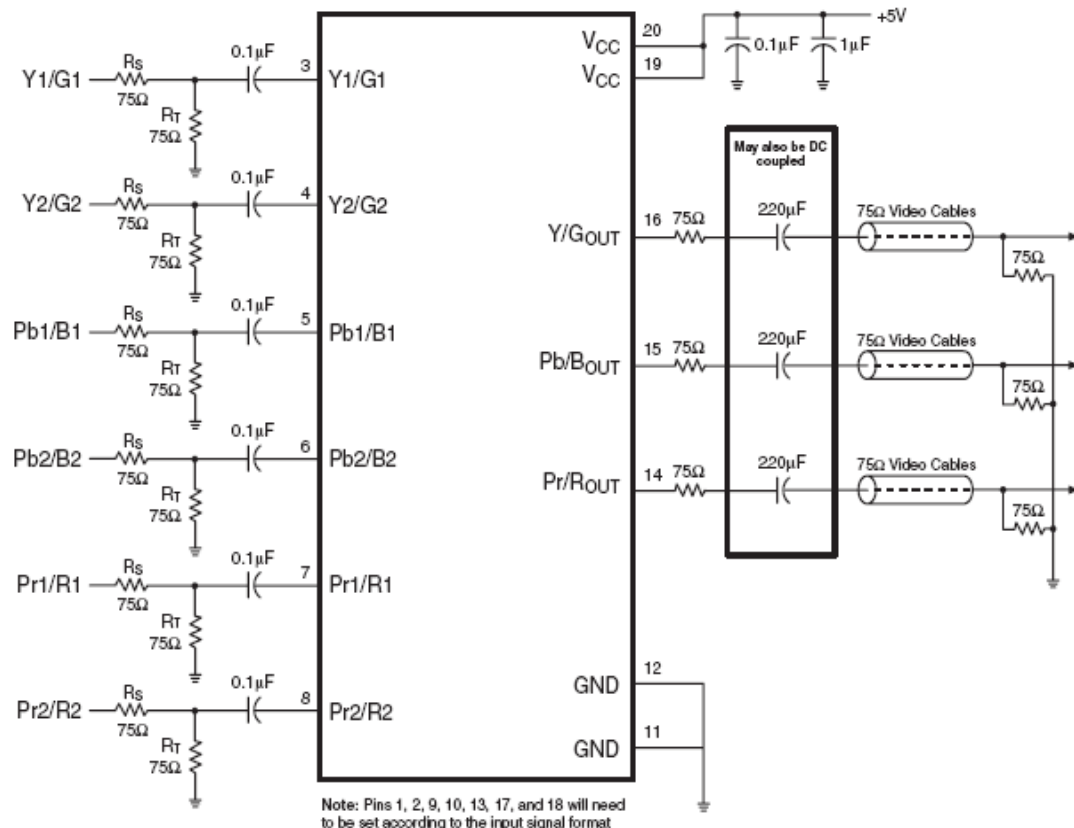 +5V
20
VCC
0.1µF
1µF
19
VCC
0.1µF
3
RS
Y1/G1
75Ω
Y1/G1
RT
75Ω
0.1µF
4
RS
Y2/G2
75Ω
Y2/G2
RT
75Ω
0.1µF
5
RS
Pb1/B1
75Ω
Pb1/B1
RT
75Ω
0.1µF
6
RS
Pb2/B2
75Ω
Pb2/B2
RT
75Ω
0.1µF
7
RS
Pr1/R1
75Ω
Pr1/R1
RT
75Ω
0.1µF
8
RS
Pr2/R2
75Ω
Pr2/R2
RT
75Ω
May also be DC
coupled
Y/GOUT
16
75Ω
220µF
75Ω Video Cables
75Ω
Pb/BOUT
15
75Ω
220µF
75Ω Video Cables
75Ω
Pr/ROUT
14
75Ω
220µF
75Ω Video Cables
75Ω
GND
12
GND
11
Note: Pins 1, 2, 9, 10, 13, 17, and 18 will need
to be set according to the input signal format